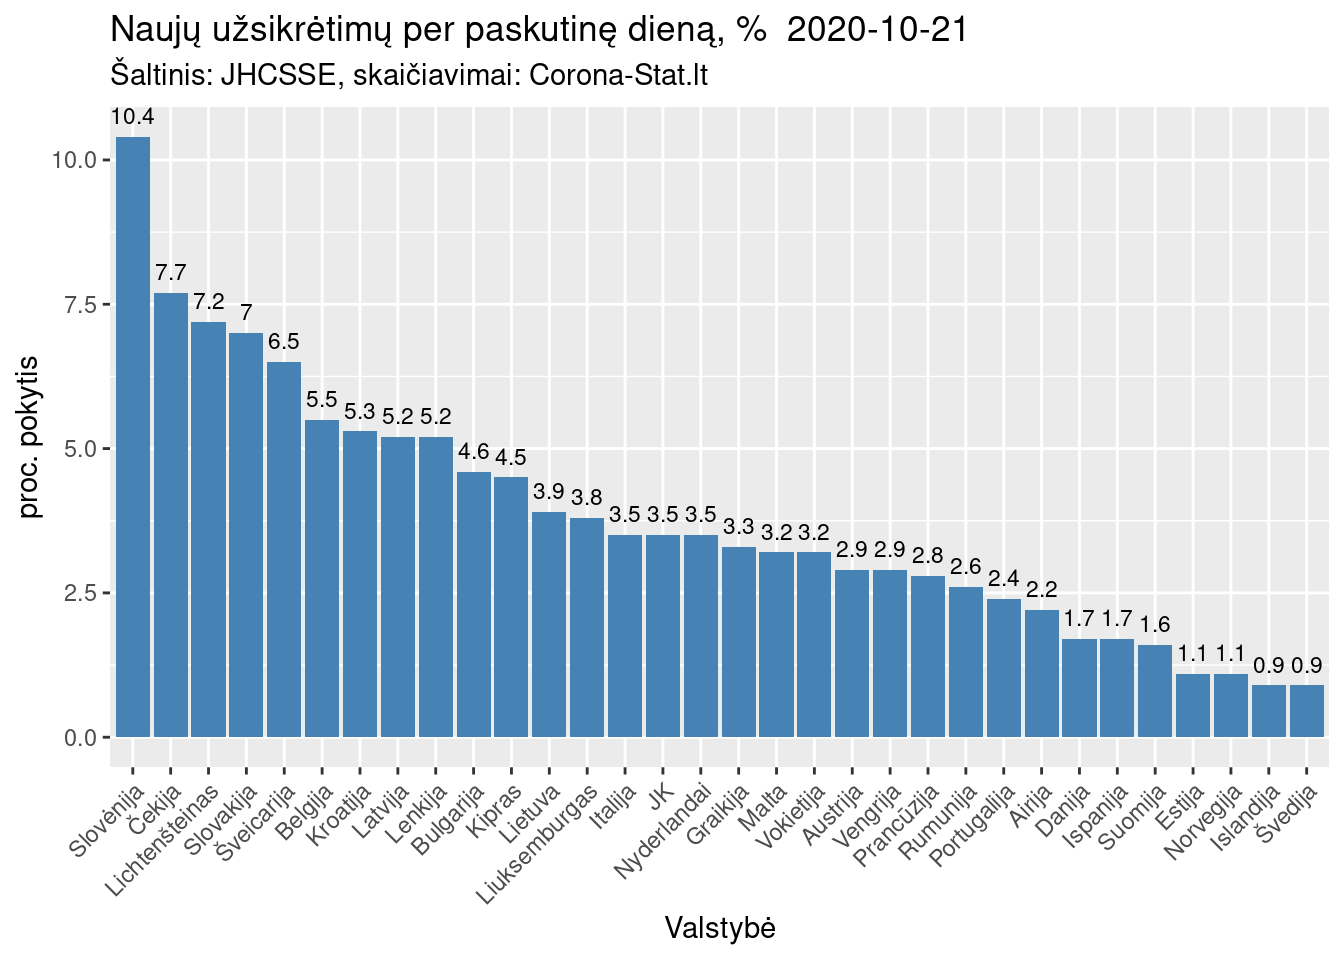 Naujų užsikrėtimų per paskutinę dieną, %  2020-10-21
Šaltinis: JHCSSE, skaičiavimai: Corona-Stat.lt
10.4
7.7
7.2
7
6.5
5.5
5.3
5.2
5.2
4.6
4.5
3.9
3.8
3.5
3.5
3.5
3.3
3.2
3.2
2.9
2.9
2.8
2.6
2.4
2.2
1.7
1.7
1.6
1.1
1.1
0.9
0.9
10.0
7.5
5.0
2.5
0.0
proc. pokytis
Slovėnija
Čekija
Lichtenšteinas
Slovakija
Šveicarija
Belgija
Kroatija
Latvija
Lenkija
Bulgarija
Kipras
Lietuva
Liuksemburgas
Italija
JK
Nyderlandai
Graikija
Malta
Vokietija
Austrija
Vengrija
Prancūzija
Rumunija
Portugalija
Airija
Danija
Ispanija
Suomija
Estija
Norvegija
Islandija
Švedija
Valstybė